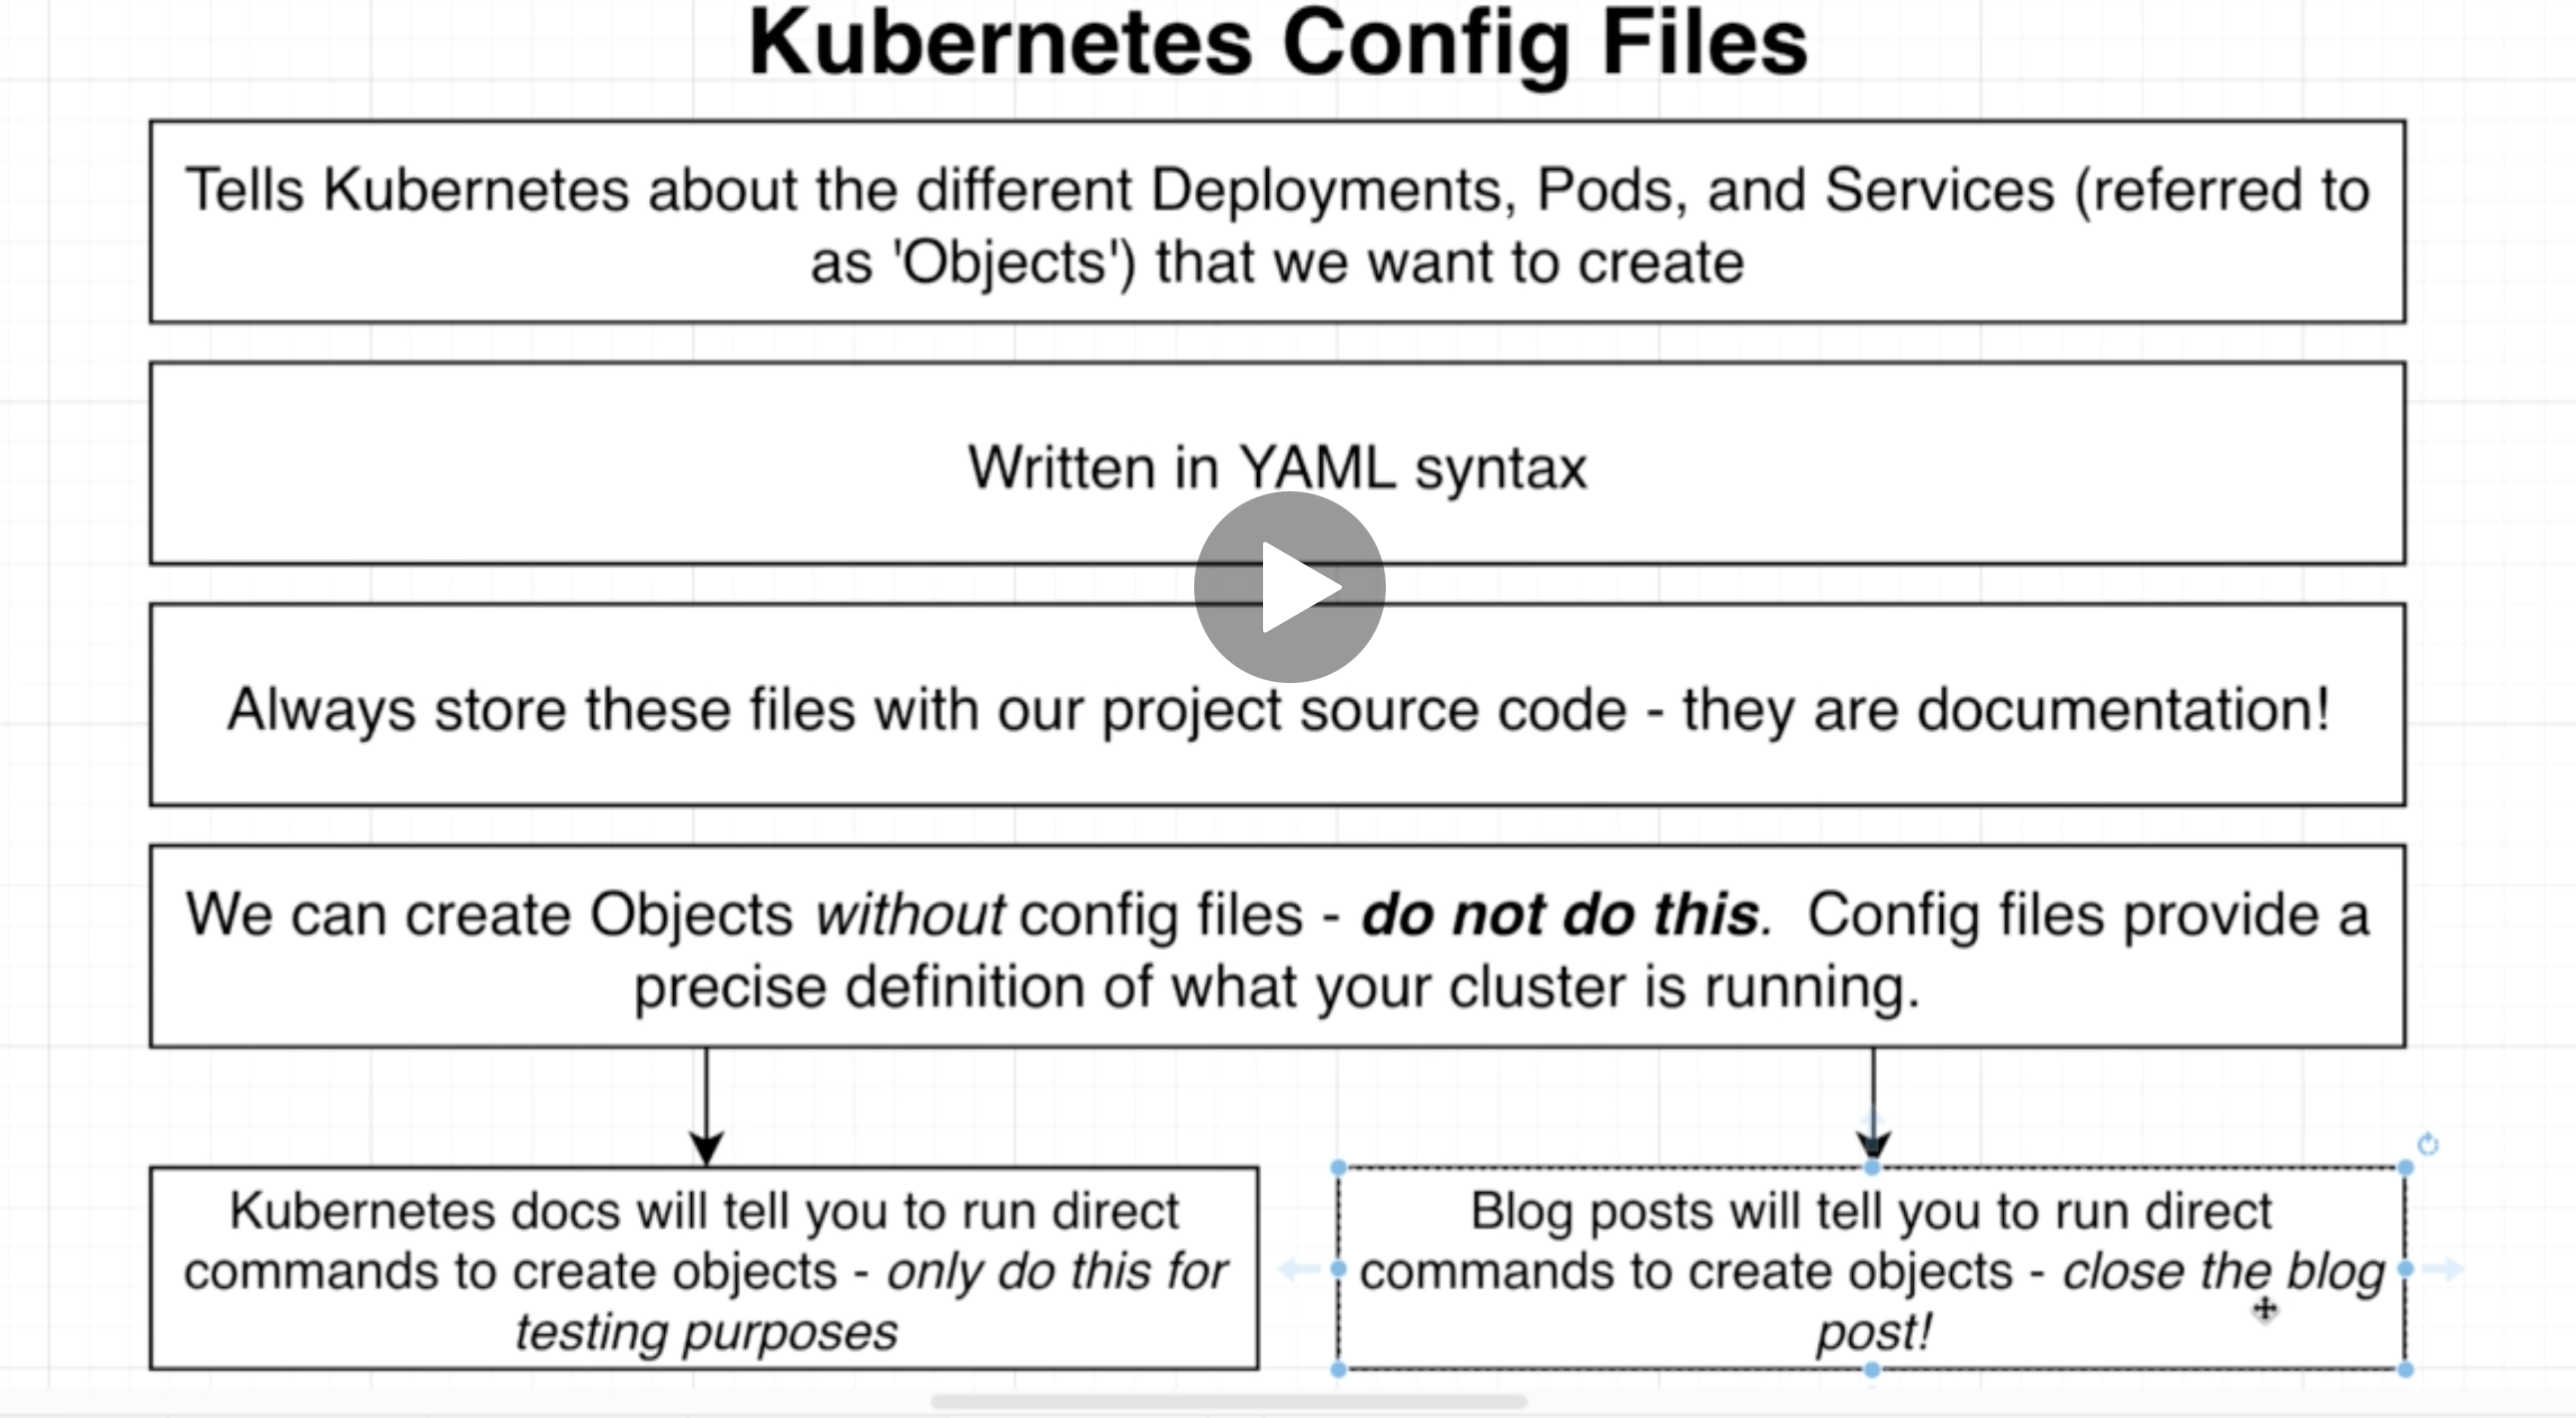 Kubernetes Config Files
Tells Kubernetes about the different Deployments, Pods, and Services (referred to
as 'Objects') that we want to create
Written in YAML syntax
Always store these files with our project source code - they are documentation!
We can create Objects without config files - do not do this.  Config files provide a
precise definition of what your cluster is running.
Kubernetes docs will tell you to run direct
commands to create objects - only do this for
testing purposes
Blog posts will tell you to run direct
commands to create objects - close the blog
post!